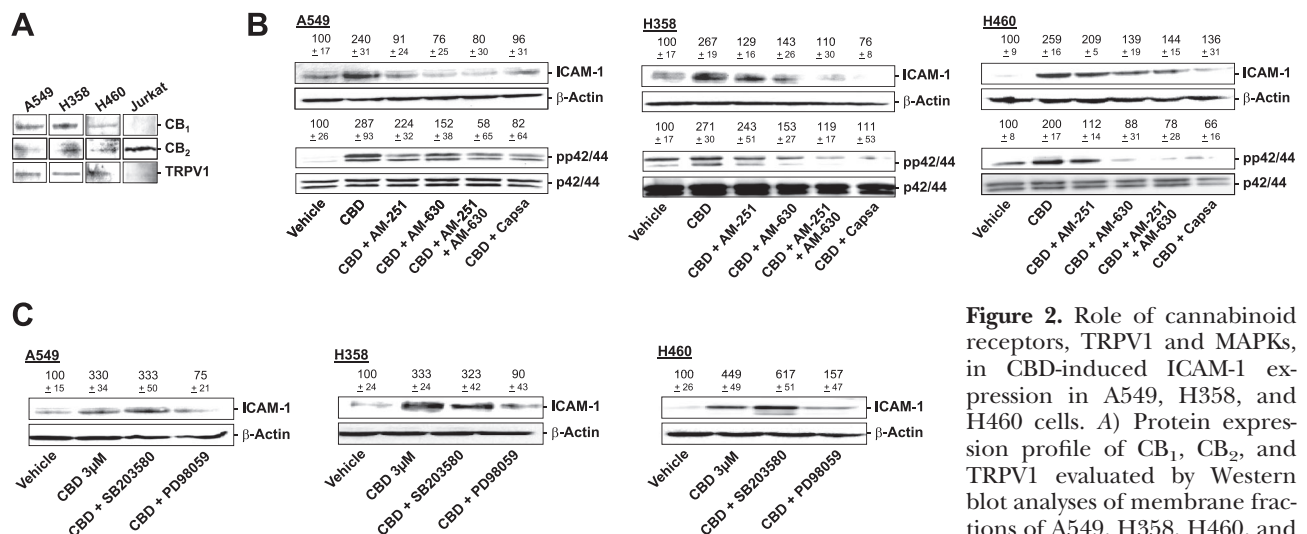 A
A549 H358 H460 Jurkat
CB1
CB2
TRPV1
B
A549
100 240 91 76 80 96
± 17 ± 31 ± 24 ± 25 ± 30 ± 31
ICAM-1
β-Actin
100 287 224 152 58 82
± 26 ± 93 ± 32 ± 38 ± 65 ± 64
pp42/44
p42/44
Vehicle
CBD
CBD + AM-251
CBD + AM-630
CBD + AM-251
+ AM-630
CBD + Capsa
H358
100 267 129 143 110 76
± 17 ± 19 ± 16 ± 26 ± 30 ± 8
ICAM-1
β-Actin
100 271 243 153 119 111
± 17 ± 30 ± 51 ± 27 ± 17 ± 53
pp42/44
p42/44
Vehicle
CBD
CBD + AM-251
CBD + AM-630
CBD + AM-251
+ AM-630
CBD + Capsa
H460
100 259 209 139 144 136
± 9 ± 16 ± 5 ± 19 ± 15 ± 31
ICAM-1
β-Actin
100 200 112 88 78 66
± 8 ± 17 ± 14 ± 31 ± 28 ± 16
pp42/44
p42/44
Vehicle
CBD
CBD + AM-251
CBD + AM-630
CBD + AM-251
+ AM-630
CBD + Capsa
C
A549
100 330 333 75
± 15 ± 34 ± 50 ± 21
ICAM-1
β-Actin
Vehicle
CBD 3µM
CBD + SB203580
CBD + PD98059
H358
100 333 323 90
± 24 ± 24 ± 42 ± 43
ICAM-1
β-Actin
Vehicle
CBD 3µM
CBD + SB203580
CBD + PD98059
H460
100 449 617 157
± 26 ± 49 ± 51 ± 47
ICAM-1
β-Actin
Vehicle
CBD 3µM
CBD + SB203580
CBD + PD98059
Figure 2. Role of cannabinoid
receptors, TRPV1 and MAPKs,
in CBD-induced ICAM-1 ex-
pression in A549, H358, and
H460 cells. A) Protein expres-
sion profile of CB1, CB2, and
TRPV1 evaluated by Western
blot analyses of membrane frac-
tions of A549, H358, H460, and